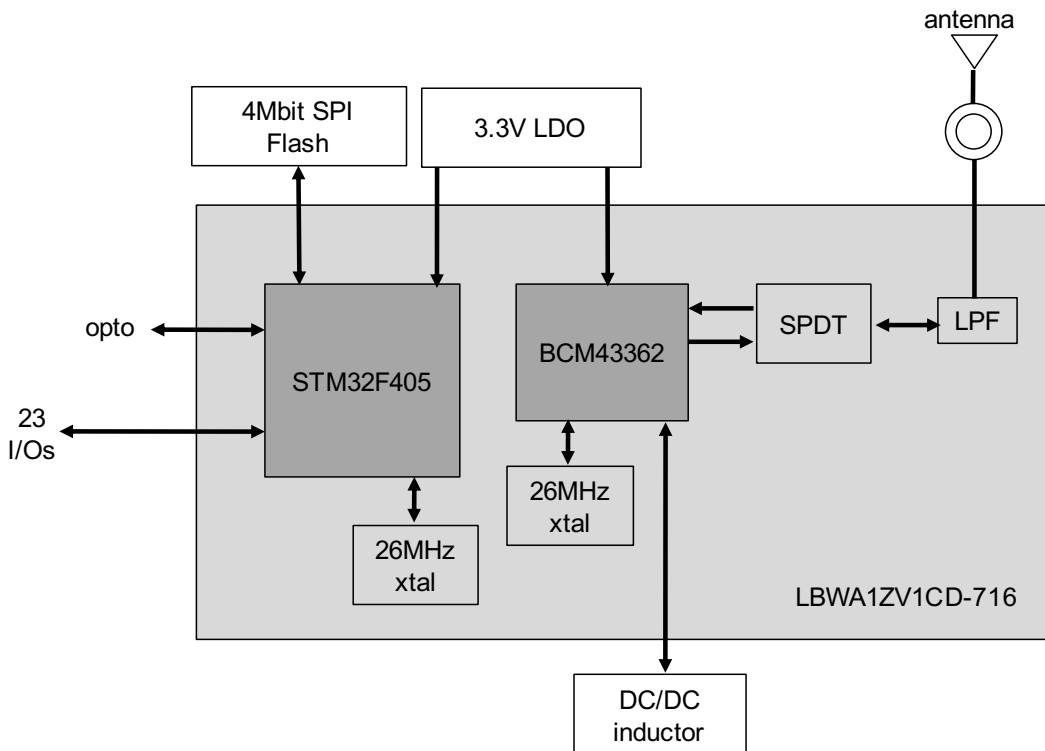 antenna
4Mbit SPI
Flash
3.3V LDO
opto
STM32F405
BCM43362
SPDT
LPF
23
I/Os
26MHz
xtal
26MHz
xtal
LBWA1ZV1CD-716
DC/DC
inductor